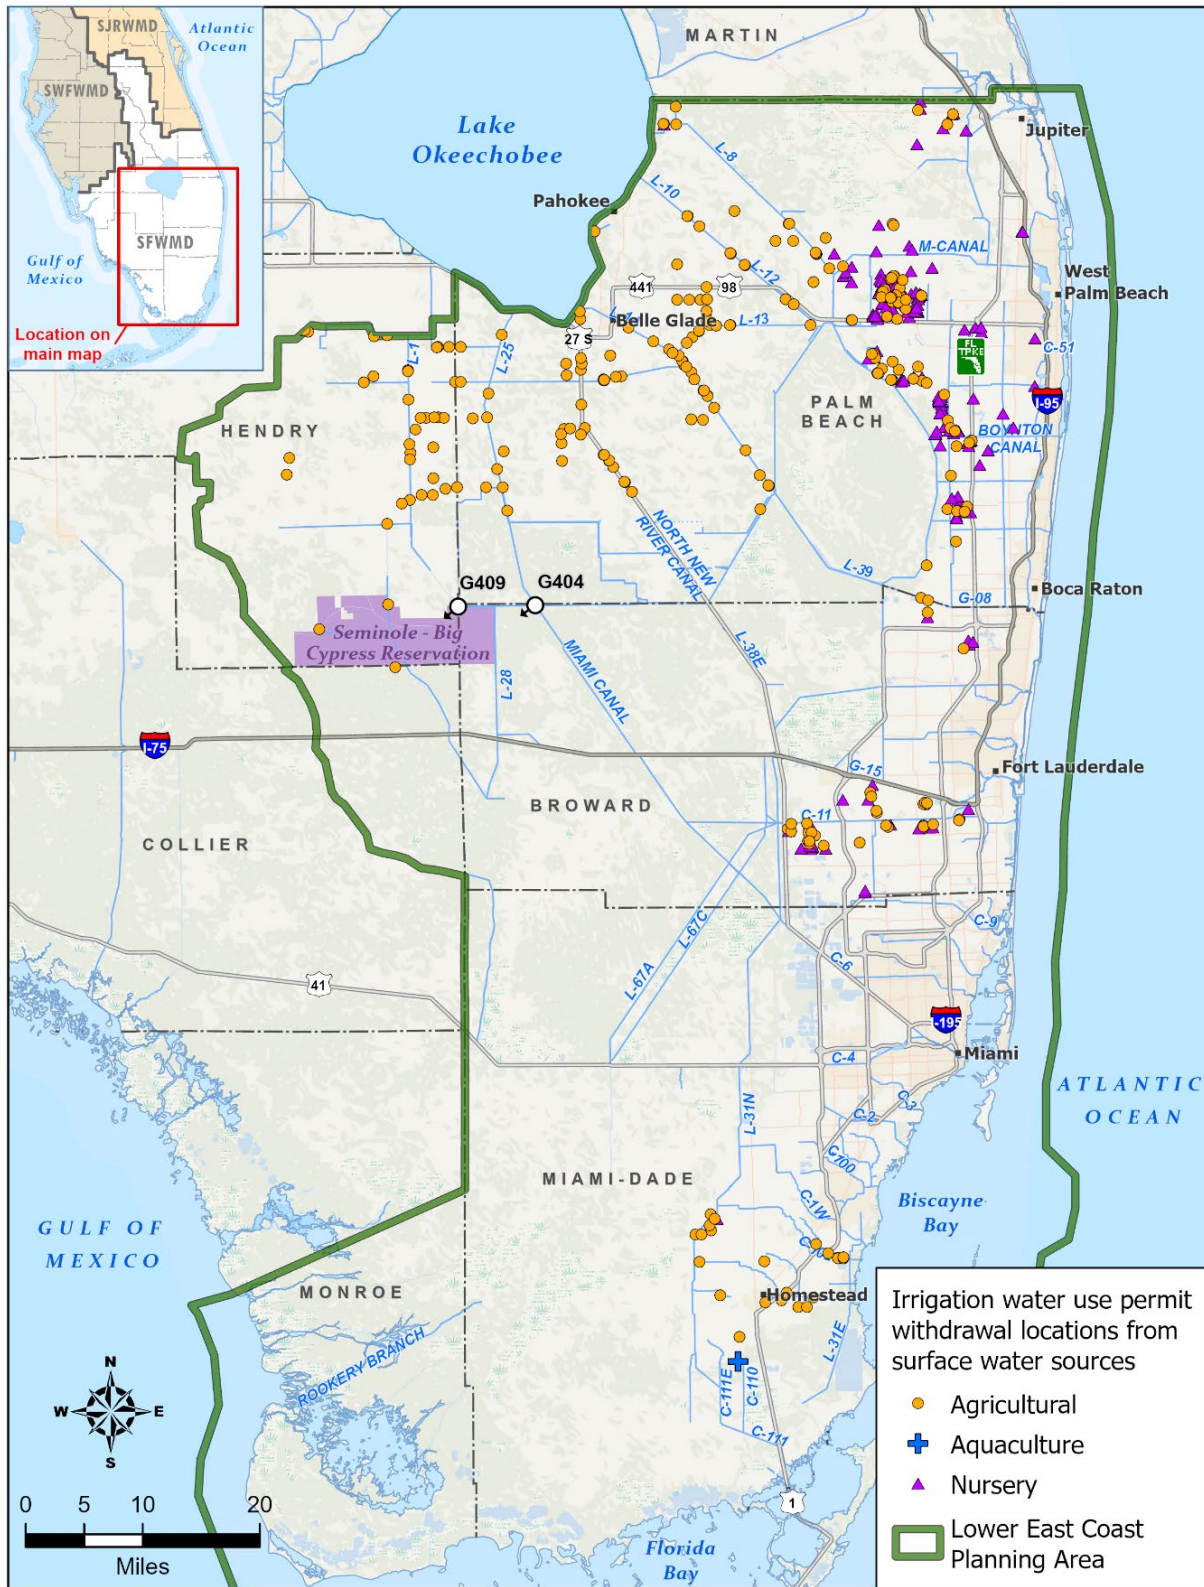 SJRWMD
Atlantic
Ocean
SWFWMD
SFWMD
Gulf of
Mexico
Location on
main map
MARTIN
Lake
Okeechobee
Jupiter
L-8
L-10
Pahokee
M-CANAL
L-12
West
Palm Beach
441
98
Belle Glade
L-13
27 S
L-1
L-25
FL
TPKE
C-51
I-95
PALM
BEACH
HENDRY
BOYNTON
CANAL
NORTH NEW
RIVER CANAL
L-39
G409
G404
G-08
Boca Raton
Seminole - Big
Cypress Reservation
L-38E
L-28
MIAMI CANAL
I-75
G-15
Fort Lauderdale
BROWARD
C-11
COLLIER
L-67C
C-9
L-67A
C-6
41
I-195
C-4
Miami
ATLANTIC
OCEAN
L-31N
C-2
C-3
C100
MIAMI-DADE
C-1W
Biscayne
Bay
GULF OF
MEXICO
MONROE
Homestead
L-31E
ROOKERY BRANCH
C-111E
C-110
C-111
1
Florida
Bay
N
W
E
S
0 5 10 20
Miles
Irrigation water use permit
withdrawal locations from
surface water sources
Agricultural
Aquaculture
Nursery
Lower East Coast
Planning Area